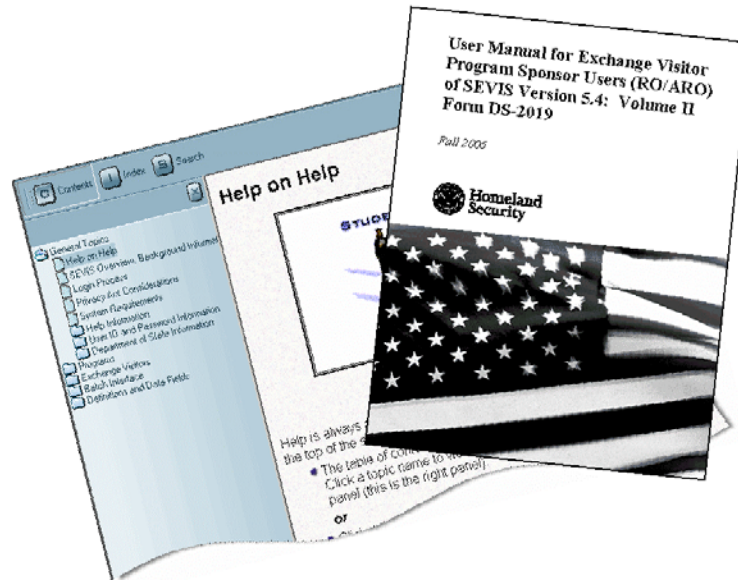 User Manual for Exchange Visitor
Program Sponsor Users (RO/ARO)
of SEVIS Version 5.4: Volume II
Form DS-2019
Fall 2006
Homeland
Security
Contents
Index
Search
Help on Help
STUDE
General Topics
Help on Help
SEVIS Overview, Background Informat
Login Process
Privacy Act Considerations
System Requirements
Help Information
User ID and Password Information
Department of State Information
Programs
Exchange Visitors
Batch Interface
Definitions and Data Fields
Help is always
the top of the s
The table of con
Click a topic name to
panel (this is the right panel)
or